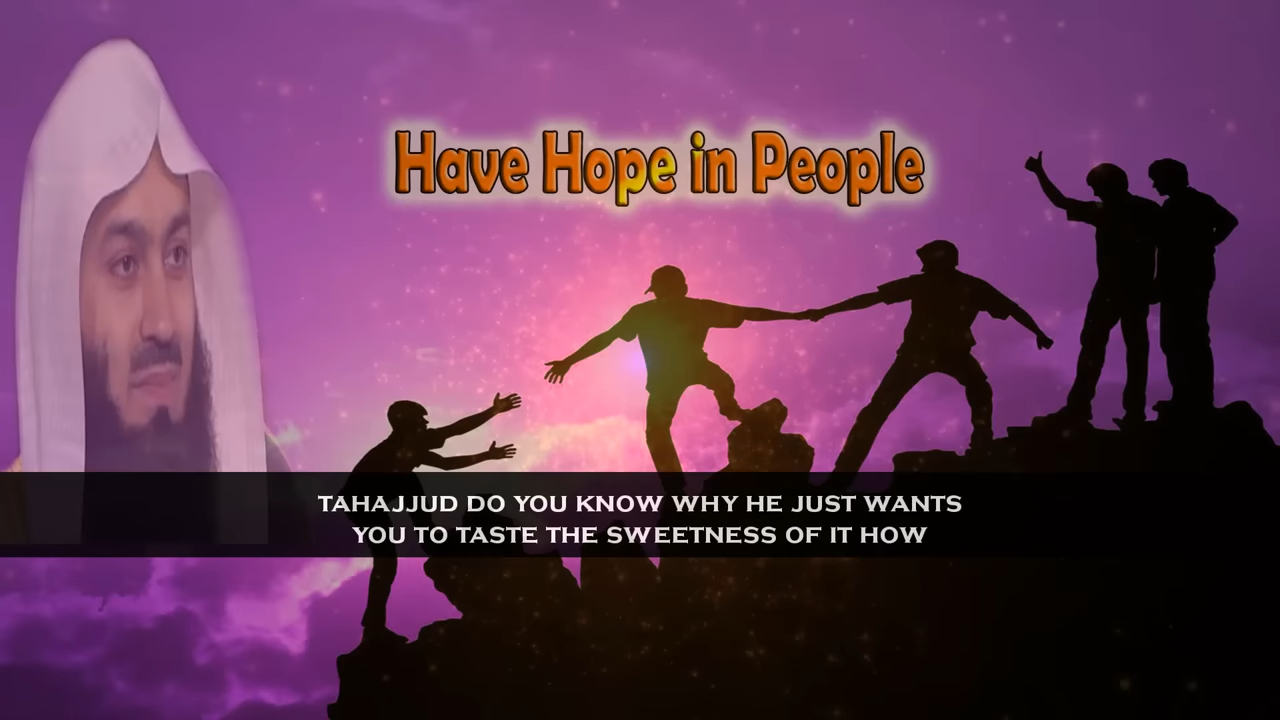 Have Hope in People
TAHAJJUD DO YOU KNOW WHY HE JUST WANTS
YOU TO TASTE THE SWEETNESS OF IT HOW